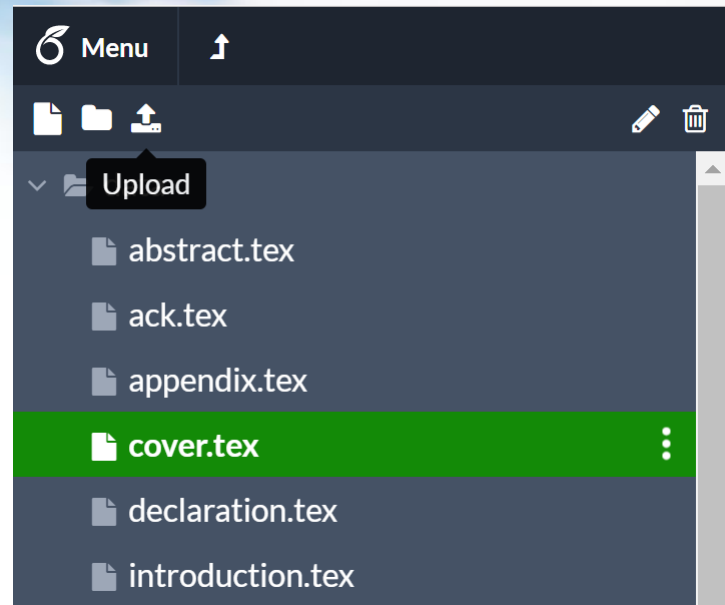 Menu
Upload
abstract.tex
ack.tex
appendix.tex
cover.tex
declaration.tex
introduction.tex